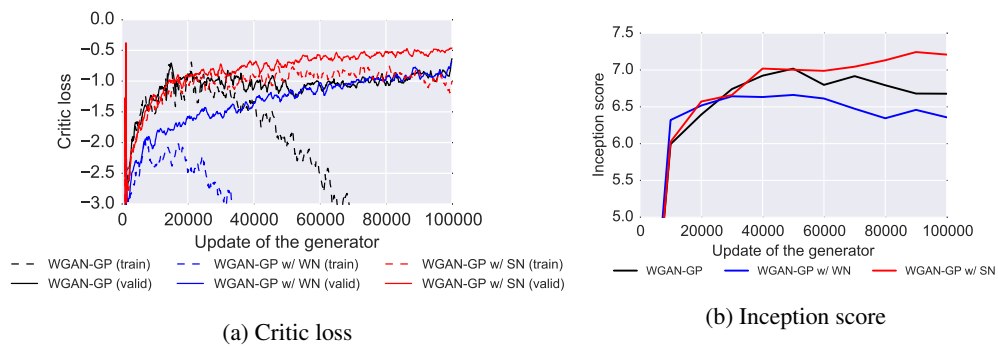 0.0
−0.5
−1.0
−1.5
−2.0
−2.5
−3.0
Critic loss
0 20000 40000 60000 80000 100000
Update of the generator
WGAN-GP (train) WGAN-GP w/ WN (train) WGAN-GP w/ SN (train)
WGAN-GP (valid) WGAN-GP w/ WN (valid) WGAN-GP w/ SN (valid)
(a) Critic loss
7.5
7.0
6.5
6.0
5.5
5.0
Inception score
0 20000 40000 60000 80000 100000
Update of the generator
WGAN-GP WGAN-GP w/ WN WGAN-GP w/ SN
(b) Inception score